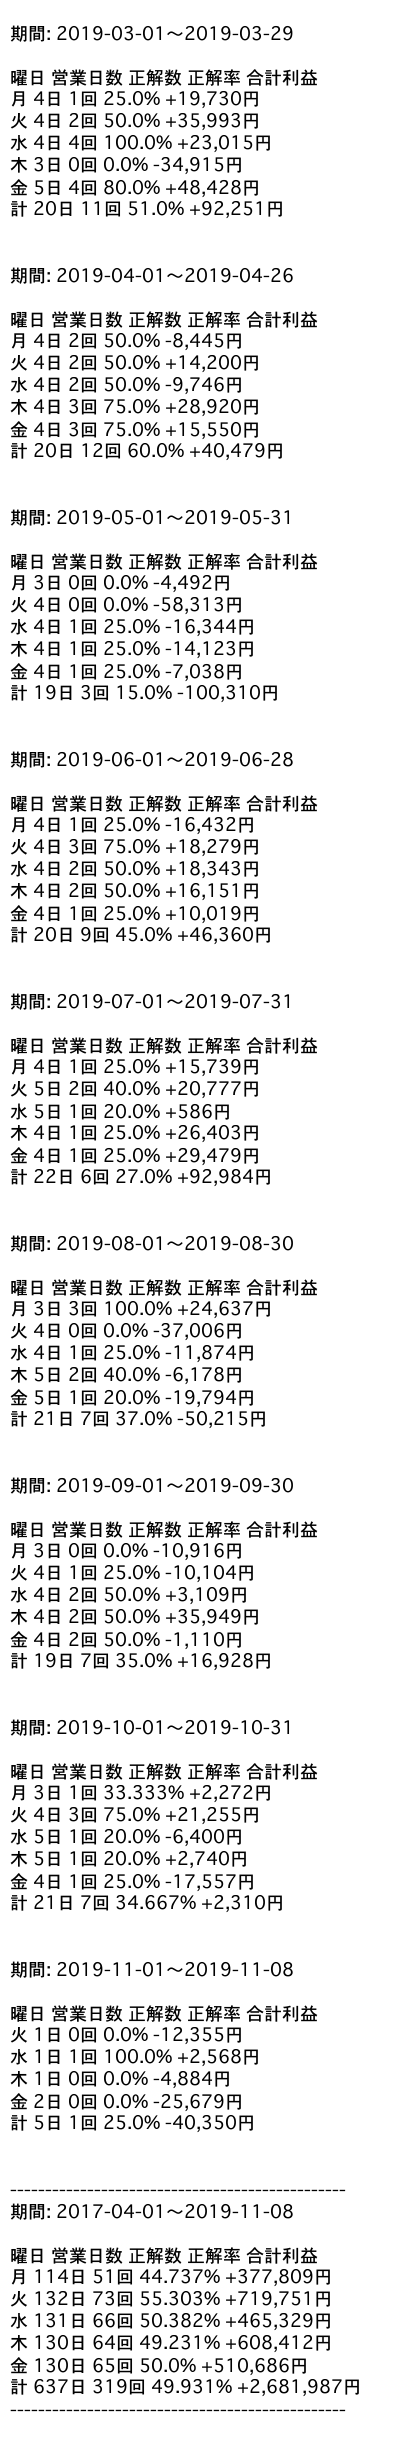 期間: 2019-03-01〜2019-03-29
曜日 営業日数 正解数 正解率 合計利益
月 4日 1回 25.0% +19,730円
火 4日 2回 50.0% +35,993円
水 4日 4回 100.0% +23,015円
木 3日 0回 0.0% -34,915円
金 5日 4回 80.0% +48,428円
計 20日 11回 51.0% +92,251円
期間: 2019-04-01〜2019-04-26
曜日 営業日数 正解数 正解率 合計利益
月 4日 2回 50.0% -8,445円
火 4日 2回 50.0% +14,200円
水 4日 2回 50.0% -9,746円
木 4日 3回 75.0% +28,920円
金 4日 3回 75.0% +15,550円
計 20日 12回 60.0% +40,479円
期間: 2019-05-01〜2019-05-31
曜日 営業日数 正解数 正解率 合計利益
月 3日 0回 0.0% -4,492円
火 4日 0回 0.0% -58,313円
水 4日 1回 25.0% -16,344円
木 4日 1回 25.0% -14,123円
金 4日 1回 25.0% -7,038円
計 19日 3回 15.0% -100,310円
期間: 2019-06-01〜2019-06-28
曜日 営業日数 正解数 正解率 合計利益
月 4日 1回 25.0% -16,432円
火 4日 3回 75.0% +18,279円
水 4日 2回 50.0% +18,343円
木 4日 2回 50.0% +16,151円
金 4日 1回 25.0% +10,019円
計 20日 9回 45.0% +46,360円
期間: 2019-07-01〜2019-07-31
曜日 営業日数 正解数 正解率 合計利益
月 4日 1回 25.0% +15,739円
火 5日 2回 40.0% +20,777円
水 5日 1回 20.0% +586円
木 4日 1回 25.0% +26,403円
金 4日 1回 25.0% +29,479円
計 22日 6回 27.0% +92,984円
期間: 2019-08-01〜2019-08-30
曜日 営業日数 正解数 正解率 合計利益
月 3日 3回 100.0% +24,637円
火 4日 0回 0.0% -37,006円
水 4日 1回 25.0% -11,874円
木 5日 2回 40.0% -6,178円
金 5日 1回 20.0% -19,794円
計 21日 7回 37.0% -50,215円
期間: 2019-09-01〜2019-09-30
曜日 営業日数 正解数 正解率 合計利益
月 3日 0回 0.0% -10,916円
火 4日 1回 25.0% -10,104円
水 4日 2回 50.0% +3,109円
木 4日 2回 50.0% +35,949円
金 4日 2回 50.0% -1,110円
計 19日 7回 35.0% +16,928円
期間: 2019-10-01〜2019-10-31
曜日 営業日数 正解数 正解率 合計利益
月 3日 1回 33.333% +2,272円
火 4日 3回 75.0% +21,255円
水 5日 1回 20.0% -6,400円
木 5日 1回 20.0% +2,740円
金 4日 1回 25.0% -17,557円
計 21日 7回 34.667% +2,310円
期間: 2019-11-01〜2019-11-08
曜日 営業日数 正解数 正解率 合計利益
火 1日 0回 0.0% -12,355円
水 1日 1回 100.0% +2,568円
木 1日 0回 0.0% -4,884円
金 2日 0回 0.0% -25,679円
計 5日 1回 25.0% -40,350円
------------------------------------------------
期間: 2017-04-01〜2019-11-08
曜日 営業日数 正解数 正解率 合計利益
月 114日 51回 44.737% +377,809円
火 132日 73回 55.303% +719,751円
水 131日 66回 50.382% +465,329円
木 130日 64回 49.231% +608,412円
金 130日 65回 50.0% +510,686円
計 637日 319回 49.931% +2,681,987円
------------------------------------------------